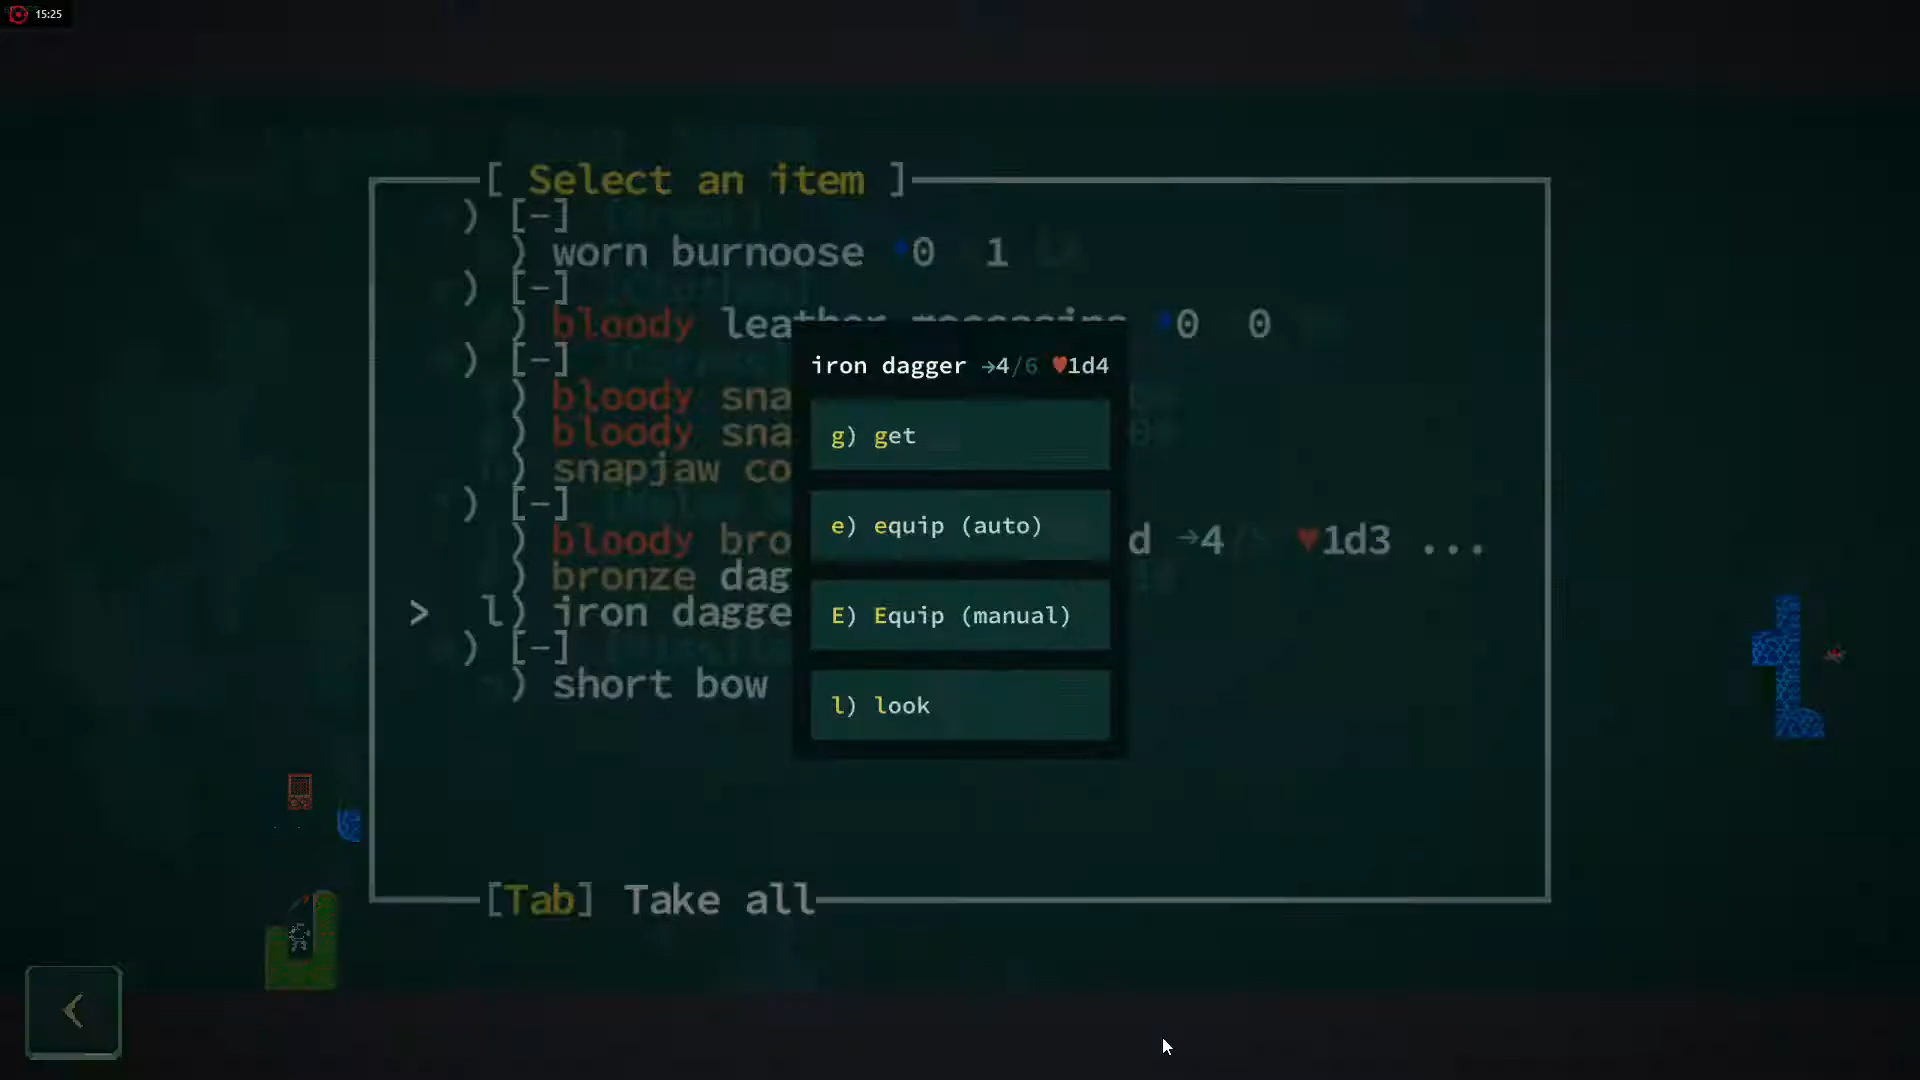 15:25
[ Select an item ]
) [-]
) worn burnoose 0 1
) [-]
) bloody leather moccasins 0 0
) [-]
) bloody sna
) bloody sna
) snapjaw co
) [-]
) bloody bro d →4 ♥1d3 ...
) bronze dag
> l) iron dagge
) [-]
) short bow
[Tab] Take all
iron dagger →4/6 ♥1d4
g) get
e) equip (auto)
E) Equip (manual)
l) look